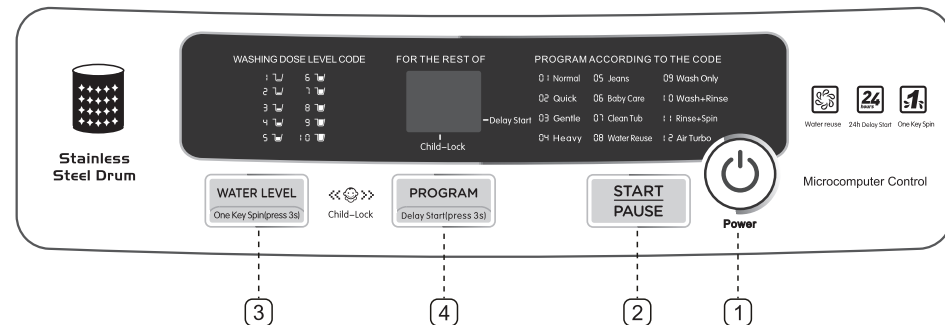 WASHING DOSE LEVEL CODE
1 6
2 7
3 8
4 9
5 10
FOR THE REST OF
Delay Start
Child-Lock
PROGRAM ACCORDING TO THE CODE
01 Normal 05 Jeans 09 Wash Only
02 Quick 06 Baby Care 10 Wash+Rinse
03 Gentle 07 Clean Tub 11 Rinse+Spin
04 Heavy 08 Water Reuse 12 Air Turbo
24 hours
1
Water reuse 24h Delay Start One Key Spin
Stainless
Steel Drum
WATER LEVEL
One Key Spin(press 3s)
Child-Lock
PROGRAM
Delay Start(press 3s)
START
PAUSE
Power
Microcomputer Control
3 4 2 1